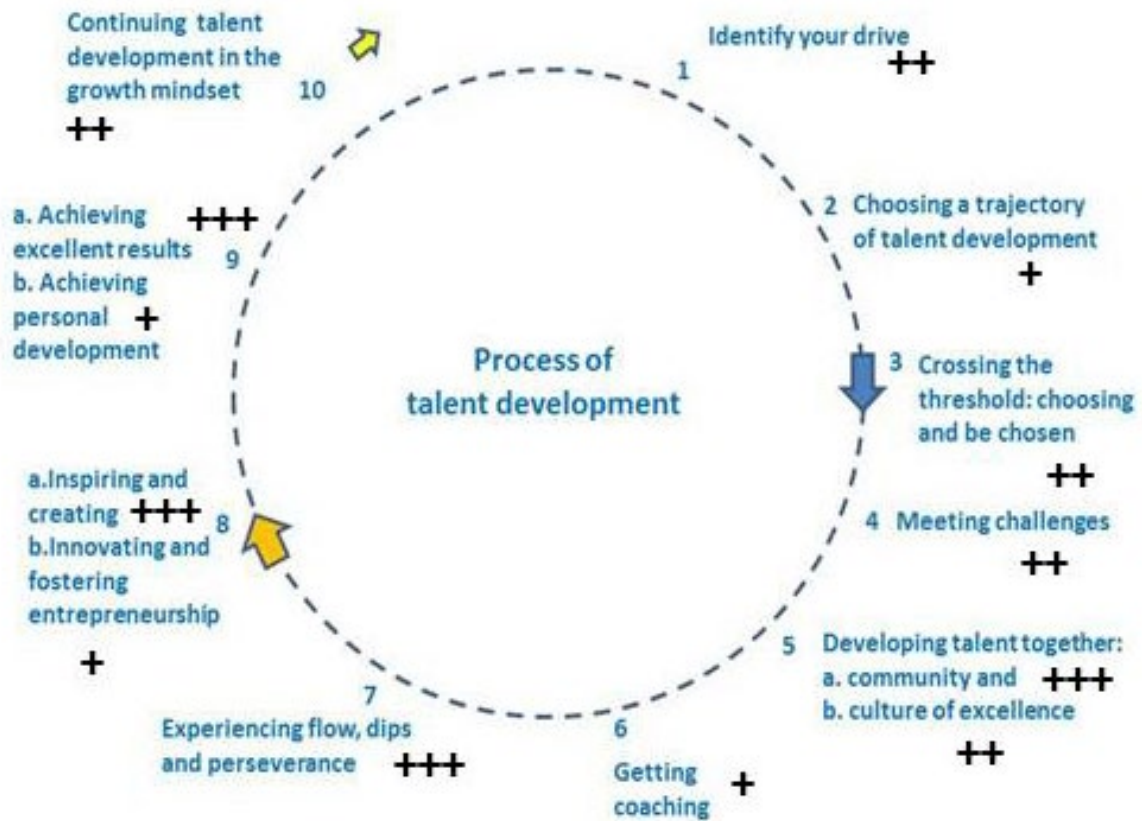 Continuing talent
development in the
growth mindset 10
++
1 Identify your drive
++
2 Choosing a trajectory
of talent development
+
3 Crossing the
threshold: choosing
and be chosen
++
4 Meeting challenges
++
5 Developing talent together:
a. community and +++
b. culture of excellence
++
6
Getting +
coaching
7
Experiencing flow, dips
and perseverance +++
a.Inspiring and
creating +++ 8
b.Innovating and
fostering
entrepreneurship
+
a. Achieving +++
excellent results 9
b. Achieving
personal +
development
Process of
talent development